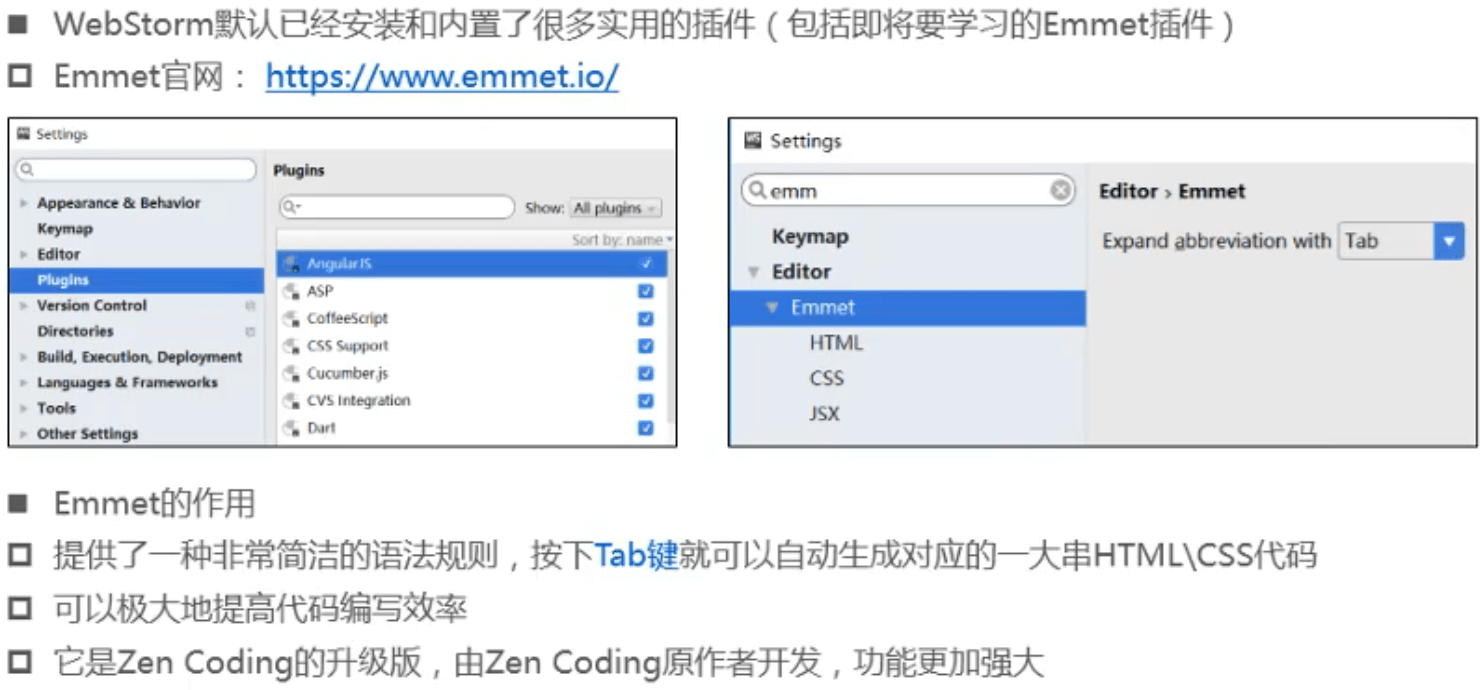 WebStorm默认已经安装和内置了很多实用的插件（包括即将要学习的Emmet插件）
Emmet官网：https://www.emmet.io/
Settings
Appearance & Behavior
Keymap
Editor
Plugins
Version Control
Directories
Build, Execution, Deployment
Languages & Frameworks
Tools
Other Settings
Plugins
Show: All plugins
Sort by: name
AngularJS
ASP
CoffeeScript
CSS Support
Cucumber.js
CVS Integration
Dart
Settings
emm
Keymap
Editor
Emmet
HTML
CSS
JSX
Editor › Emmet
Expand abbreviation with Tab
Emmet的作用
提供了一种非常简洁的语法规则，按下Tab键就可以自动生成对应的一大串HTML\CSS代码
可以极大地提高代码编写效率
它是Zen Coding的升级版，由Zen Coding原作者开发，功能更加强大